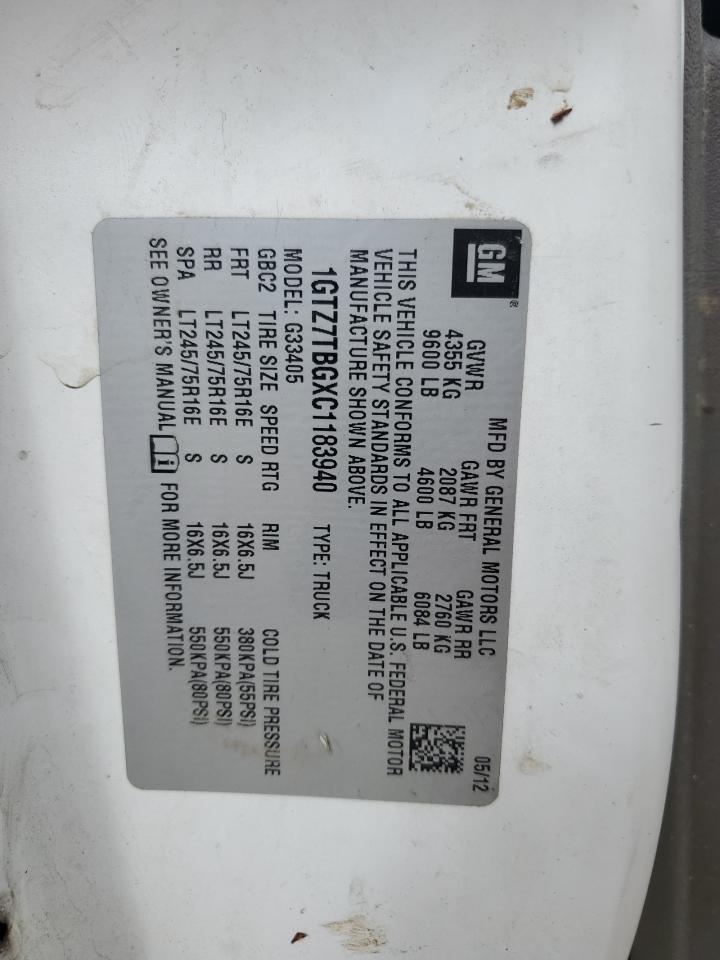 GM®
MFD BY GENERAL MOTORS LLC 05/12
GVWR GAWR FRT GAWR RR
4355 KG 2087 KG 2760 KG
9600 LB 4600 LB 6084 LB
THIS VEHICLE CONFORMS TO ALL APPLICABLE U.S. FEDERAL MOTOR
VEHICLE SAFETY STANDARDS IN EFFECT ON THE DATE OF
MANUFACTURE SHOWN ABOVE.
1GTZ7TBGXC1183940 TYPE: TRUCK
MODEL: G33405
GBC2 TIRE SIZE SPEED RTG RIM COLD TIRE PRESSURE
FRT LT245/75R16E S 16X6.5J 380KPA(55PSI)
RR LT245/75R16E S 16X6.5J 550KPA(80PSI)
SPA LT245/75R16E S 16X6.5J 550KPA(80PSI)
SEE OWNER'S MANUAL i FOR MORE INFORMATION.